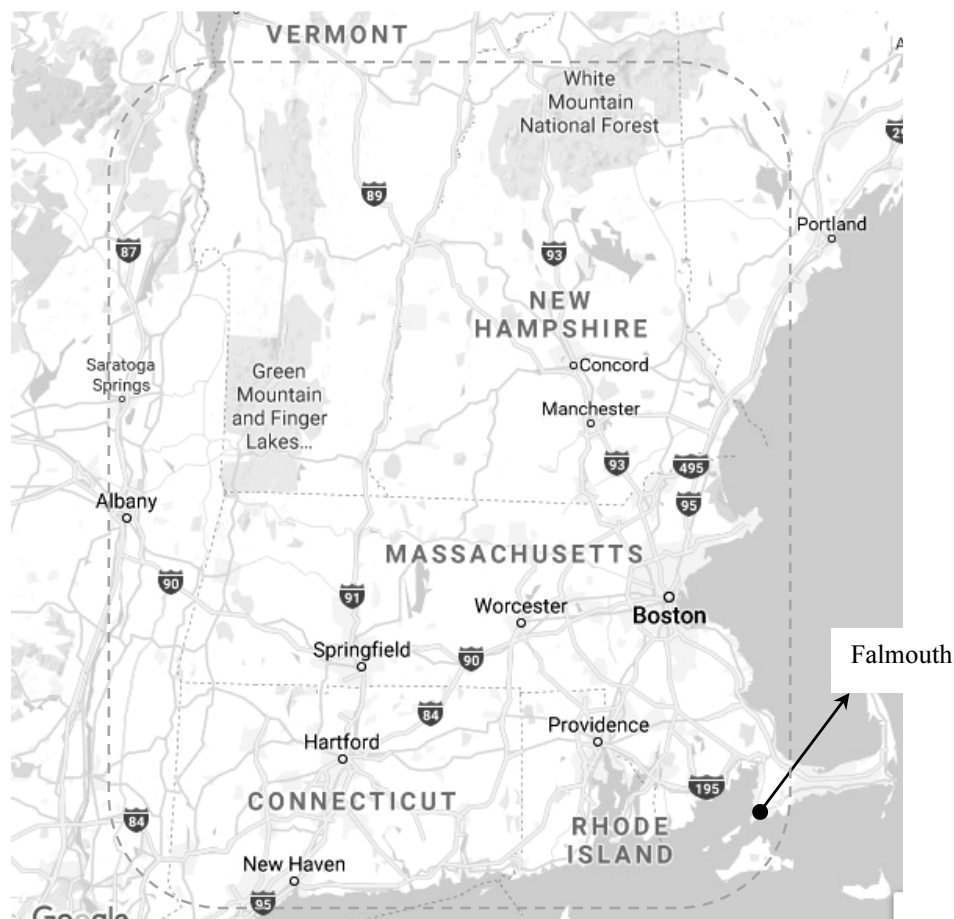 VERMONT
White
Mountain
National Forest
29
89
Portland
87
93
NEW
HAMPSHIRE
Saratoga
Springs
Green
Mountain
and Finger
Lakes...
Concord
Manchester
93
495
95
Albany
MASSACHUSETTS
90
91
Worcester
Boston
Springfield
90
Falmouth
84
Providence
Hartford
195
CONNECTICUT
84
RHODE
ISLAND
New Haven
95
Google